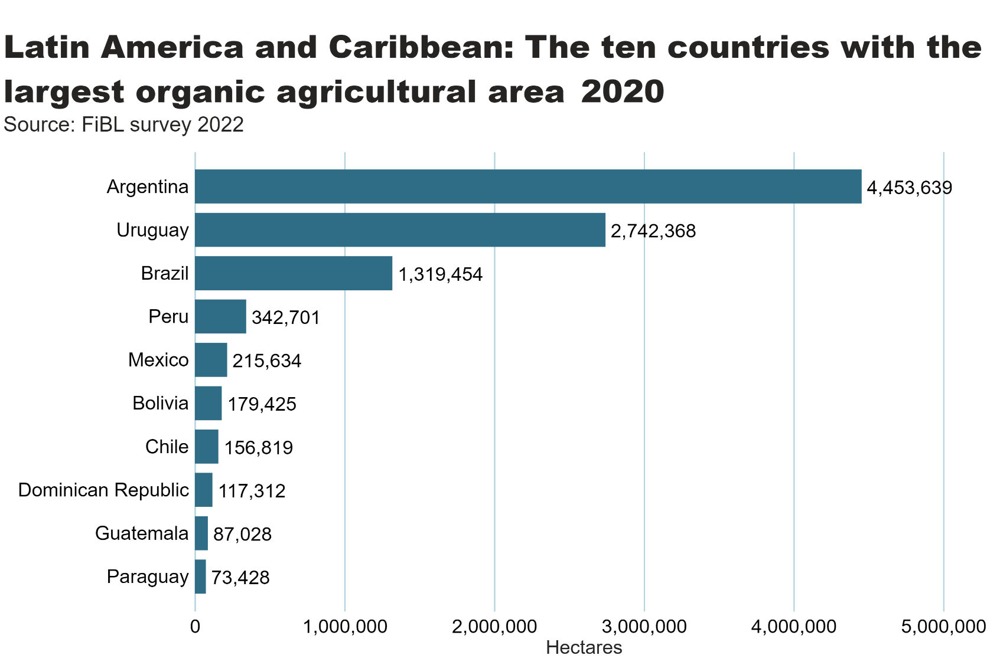 Latin America and Caribbean: The ten countries with the
largest organic agricultural area 2020
Source: FiBL survey 2022
Argentina 4,453,639
Uruguay 2,742,368
Brazil 1,319,454
Peru 342,701
Mexico 215,634
Bolivia 179,425
Chile 156,819
Dominican Republic 117,312
Guatemala 87,028
Paraguay 73,428
0 1,000,000 2,000,000 3,000,000 4,000,000 5,000,000
Hectares